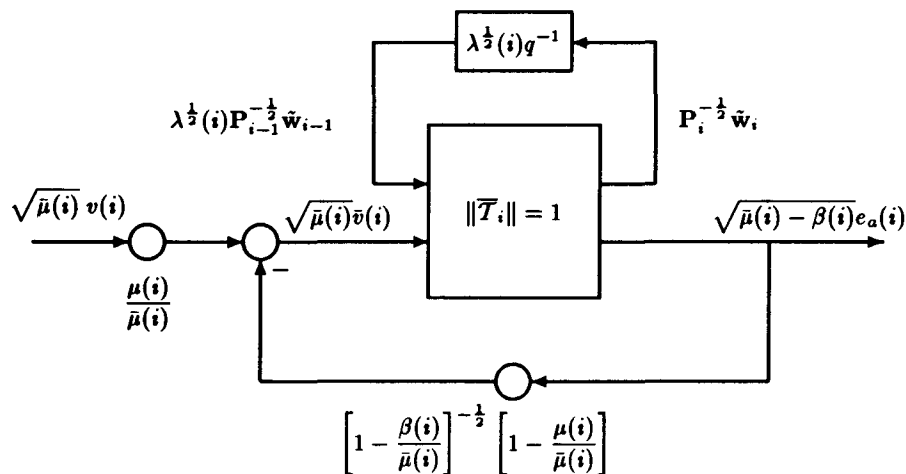 λ^{1/2}(i)q^{-1}
λ^{1/2}(i)P_{i-1}^{-1/2} w̃_{i-1}
P_i^{-1/2} w̃_i
√μ̄(i) v(i)
√μ̄(i) v̄(i)
‖𝒯̄_i‖ = 1
√(μ̄(i) − β(i)) e_a(i)
−
μ(i)/μ̄(i)
[1 − β(i)/μ̄(i)]^{-1/2} [1 − μ(i)/μ̄(i)]